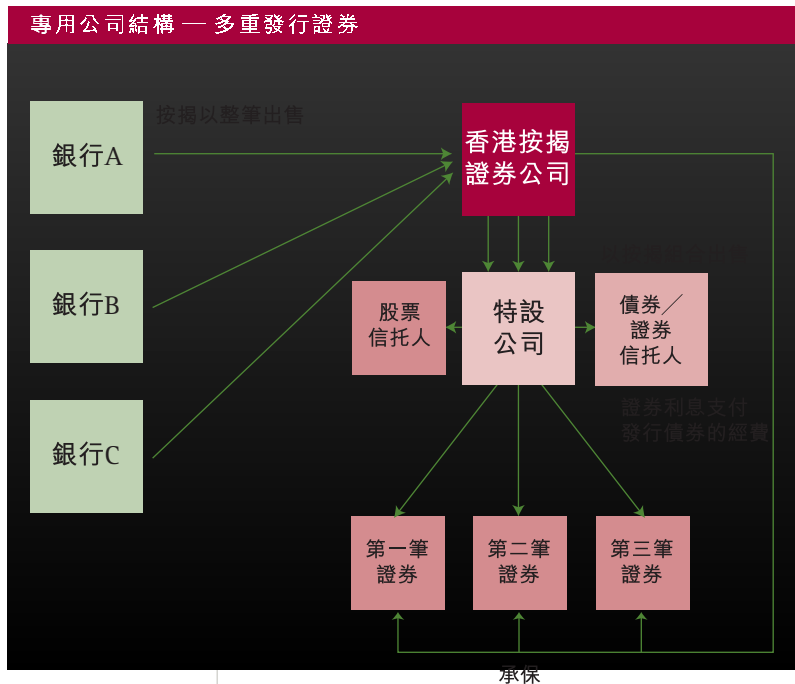 專用公司結構 — 多重發行證券
按揭以整筆出售
銀行A
香港按揭
證券公司
銀行B
股票
信托人
特設
公司
債券／
證券
信托人
證券利息支付
發行債券的經費
銀行C
第一筆
證券
第二筆
證券
第三筆
證券
承保